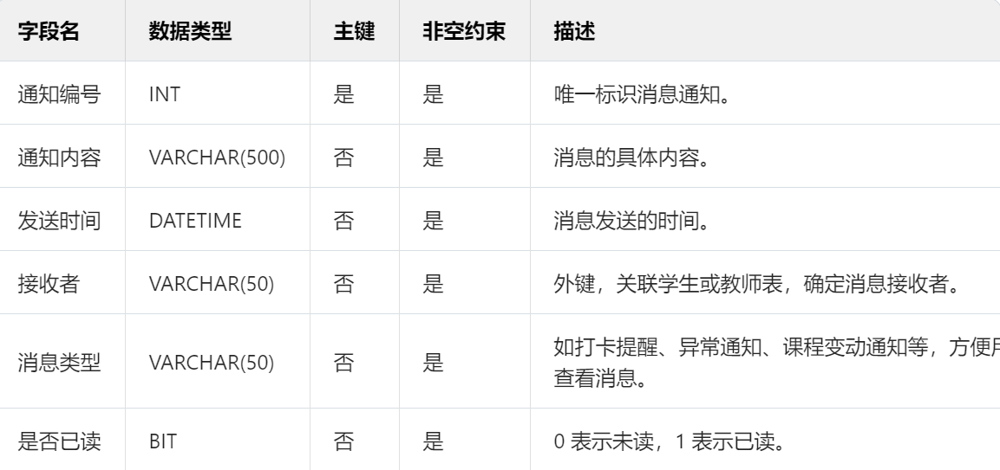 字段名 数据类型 主键 非空约束 描述
通知编号 INT 是 是 唯一标识消息通知。
通知内容 VARCHAR(500) 否 是 消息的具体内容。
发送时间 DATETIME 否 是 消息发送的时间。
接收者 VARCHAR(50) 否 是 外键，关联学生或教师表，确定消息接收者。
消息类型 VARCHAR(50) 否 是 如打卡提醒、异常通知、课程变动通知等，方便
查看消息。
是否已读 BIT 否 是 0 表示未读，1 表示已读。